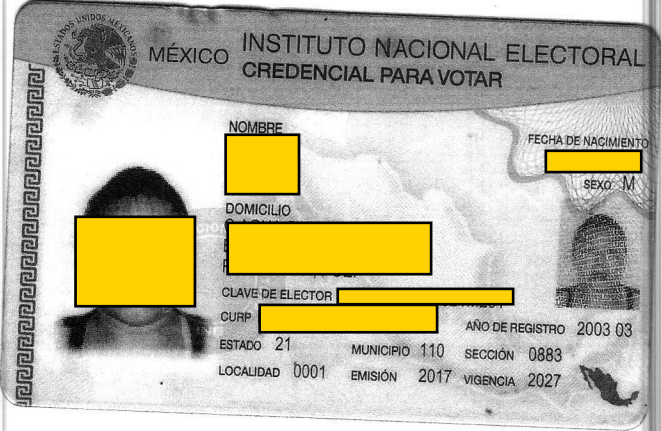 ESTADOS UNIDOS MEXICANOS
MÉXICO INSTITUTO NACIONAL ELECTORAL
CREDENCIAL PARA VOTAR
NOMBRE
FECHA DE NACIMIENTO
SEXO M
DOMICILIO
CLAVE DE ELECTOR
CURP
AÑO DE REGISTRO 2003 03
ESTADO 21 MUNICIPIO 110 SECCIÓN 0883
LOCALIDAD 0001 EMISIÓN 2017 VIGENCIA 2027